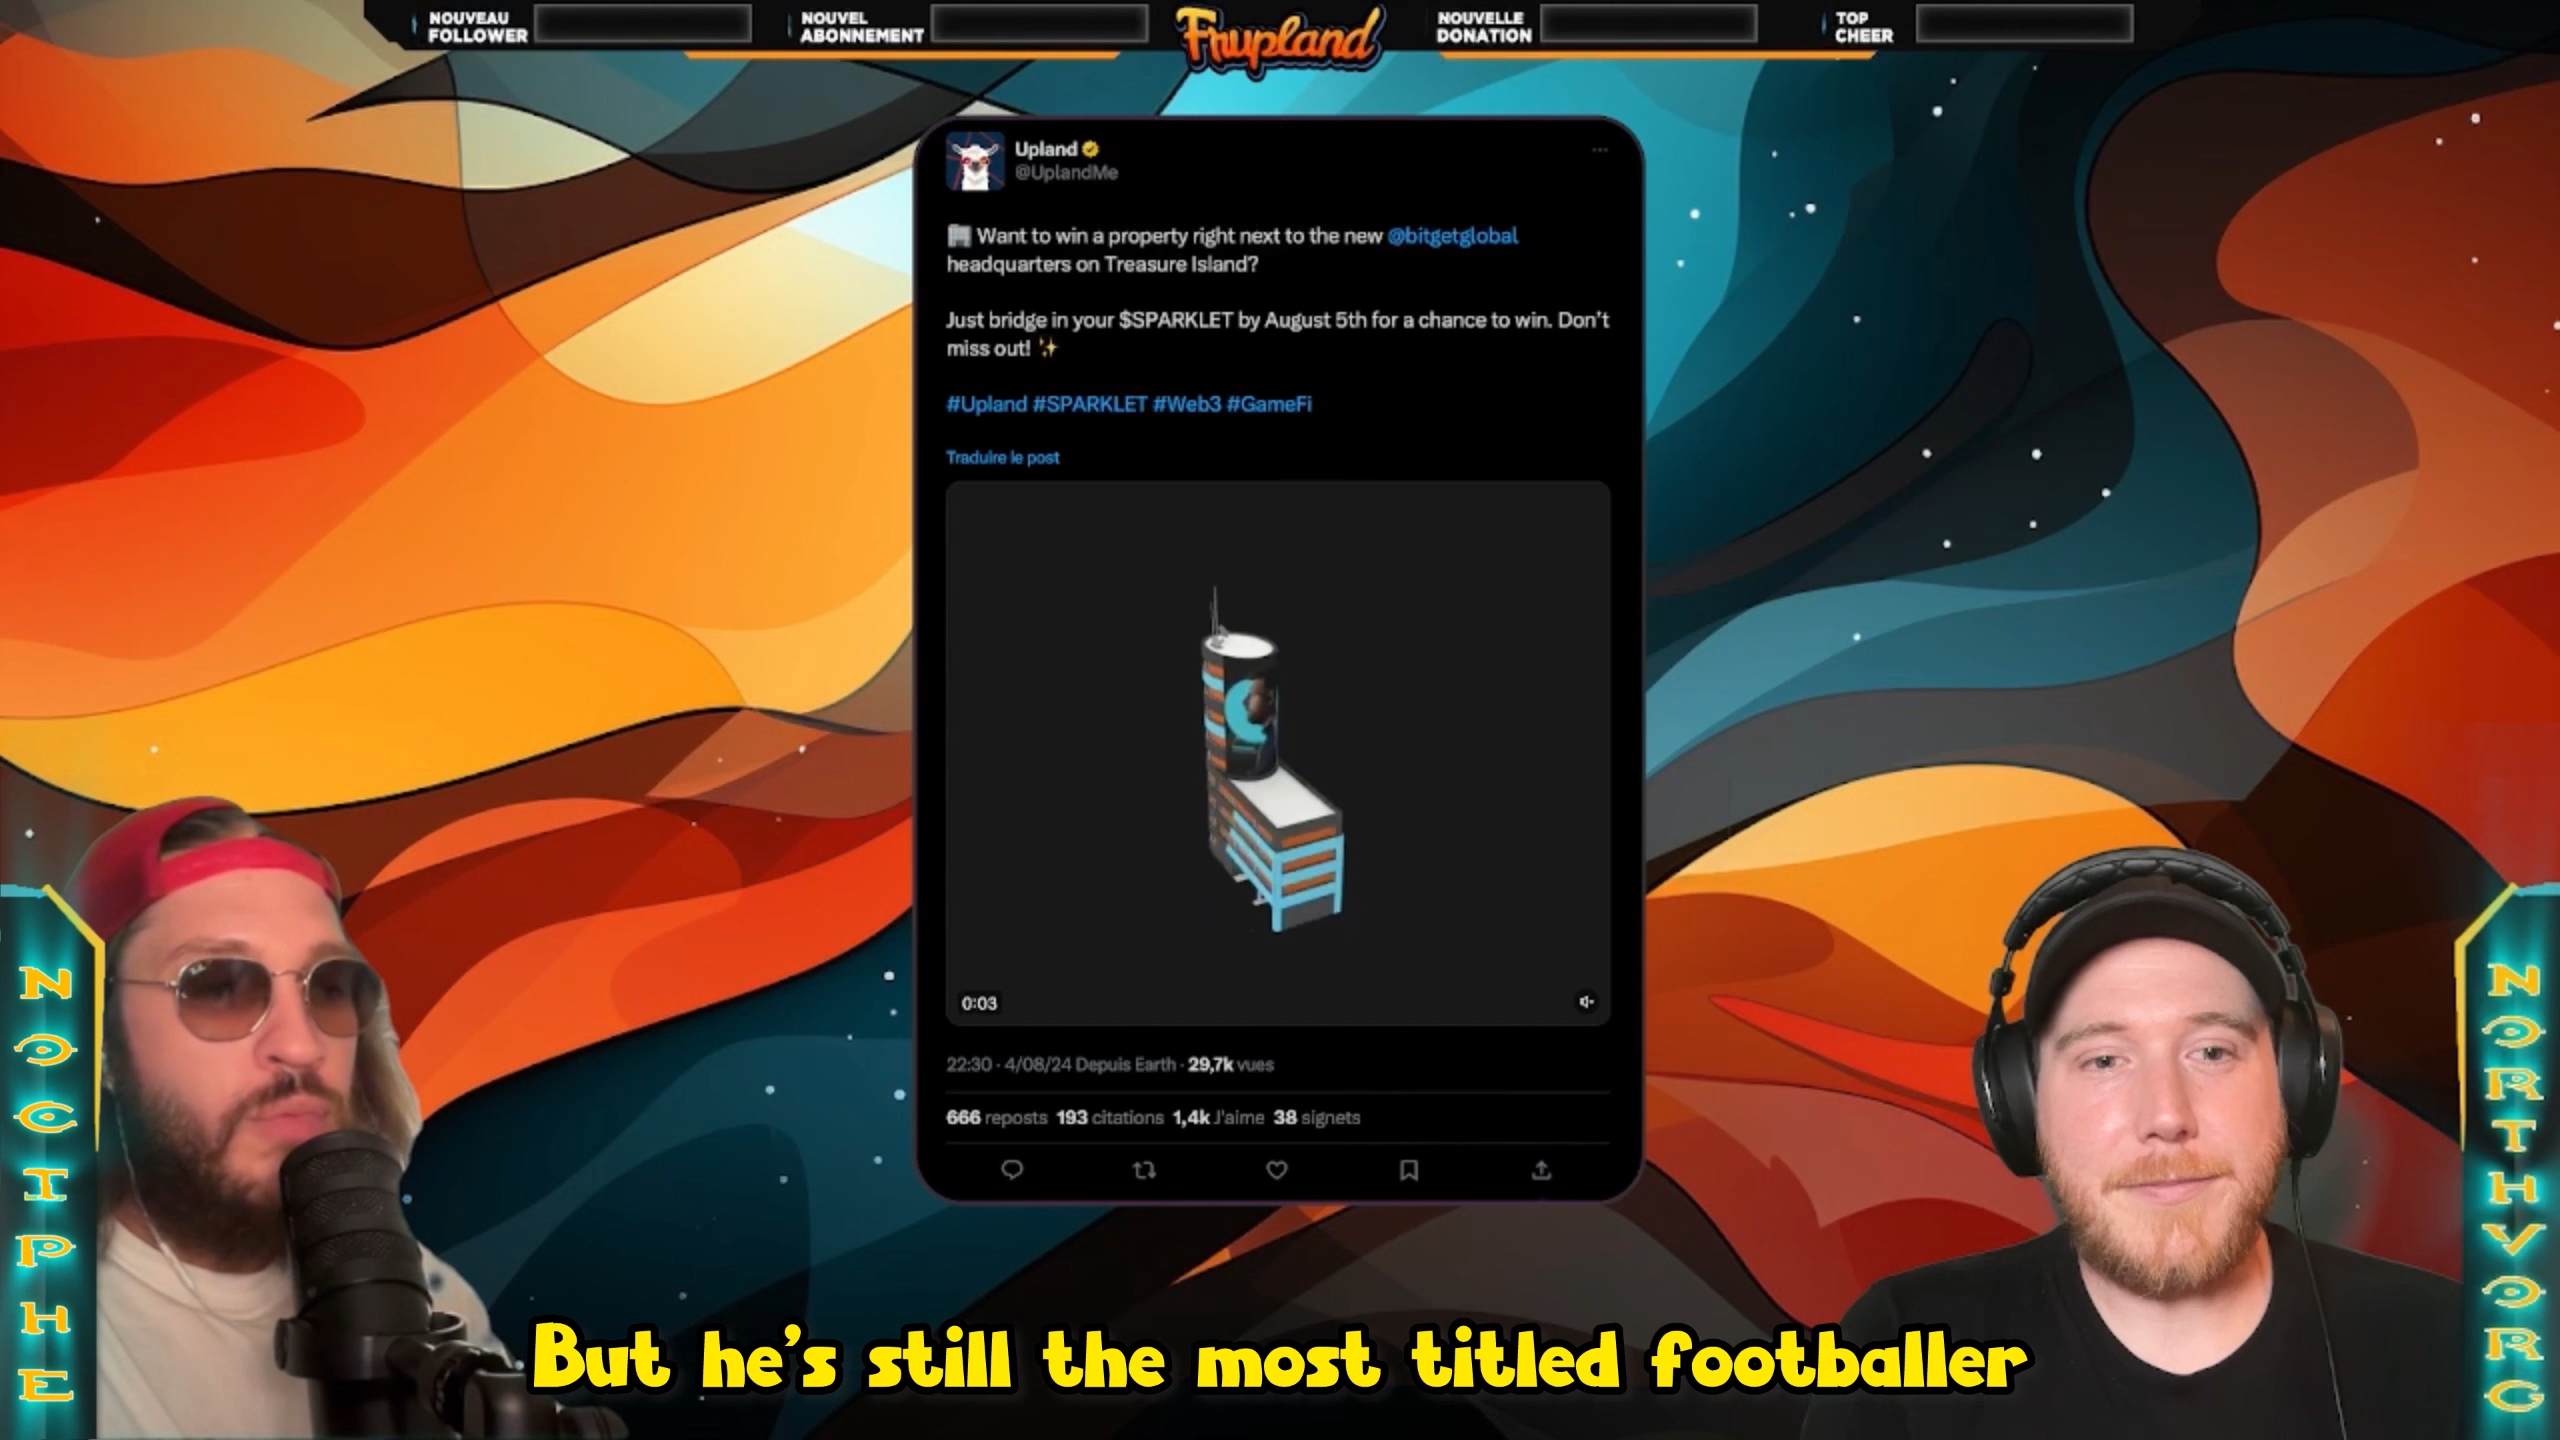 NOUVEAU
FOLLOWER
NOUVEL
ABONNEMENT
Frupland
NOUVELLE
DONATION
TOP
CHEER
Upland
@UplandMe
Want to win a property right next to the new @bitgetglobal
headquarters on Treasure Island?
Just bridge in your $SPARKLET by August 5th for a chance to win. Don't
miss out! ✨
#Upland #SPARKLET #Web3 #GameFi
Traduire le post
0:03
22:30 · 4/08/24 Depuis Earth · 29,7k vues
666 reposts 193 citations 1,4k J'aime 38 signets
NOCIPHE
NORTHVORG
But he's still the most titled footballer